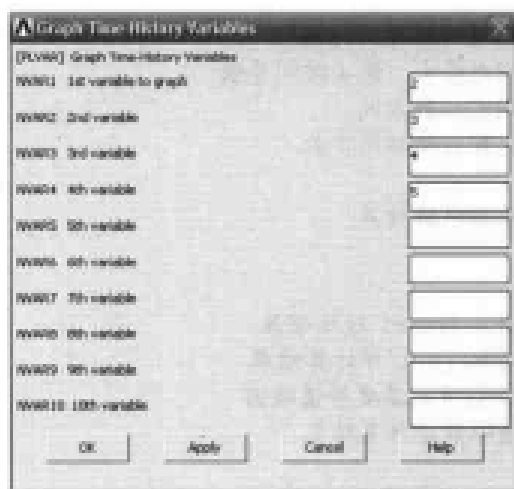 Graph Time-History Variables
[PLVAR] Graph Time-History Variables
NVAR1 1st variable to graph 2
NVAR2 2nd variable 3
NVAR3 3rd variable 4
NVAR4 4th variable 5
NVAR5 5th variable
NVAR6 6th variable
NVAR7 7th variable
NVAR8 8th variable
NVAR9 9th variable
NVAR10 10th variable
OK Apply Cancel Help